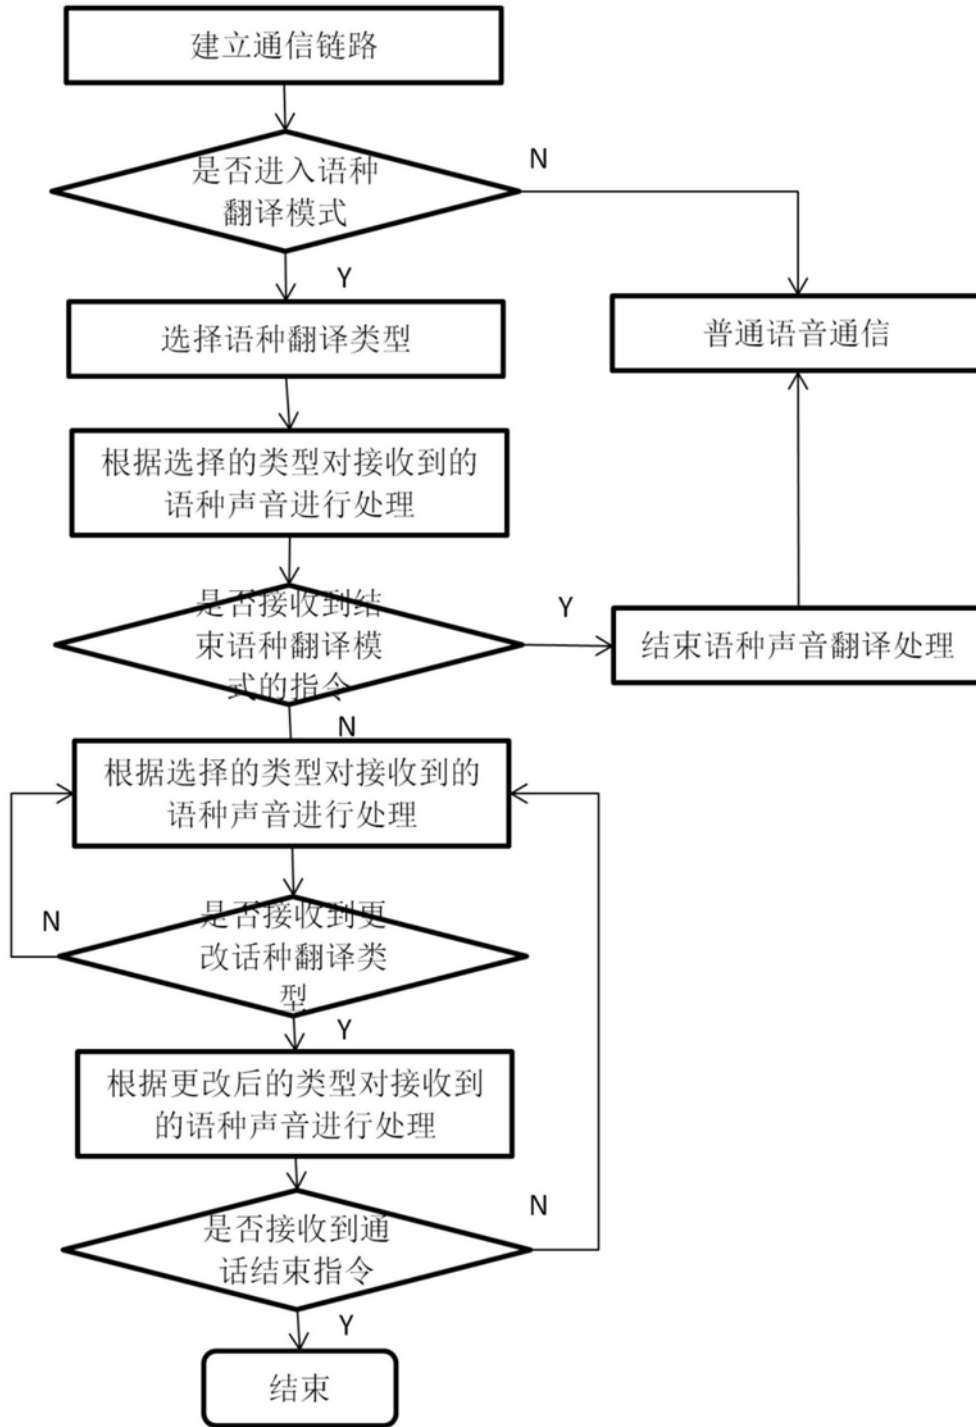 建立通信链路
是否进入语种
翻译模式
N
Y
选择语种翻译类型
普通语音通信
根据选择的类型对接收到的
语种声音进行处理
是否接收到结
束语种翻译模
式的指令
Y
结束语种声音翻译处理
N
根据选择的类型对接收到的
语种声音进行处理
是否接收到更
改话种翻译类
型
N
Y
根据更改后的类型对接收到
的语种声音进行处理
是否接收到通
话结束指令
N
Y
结束